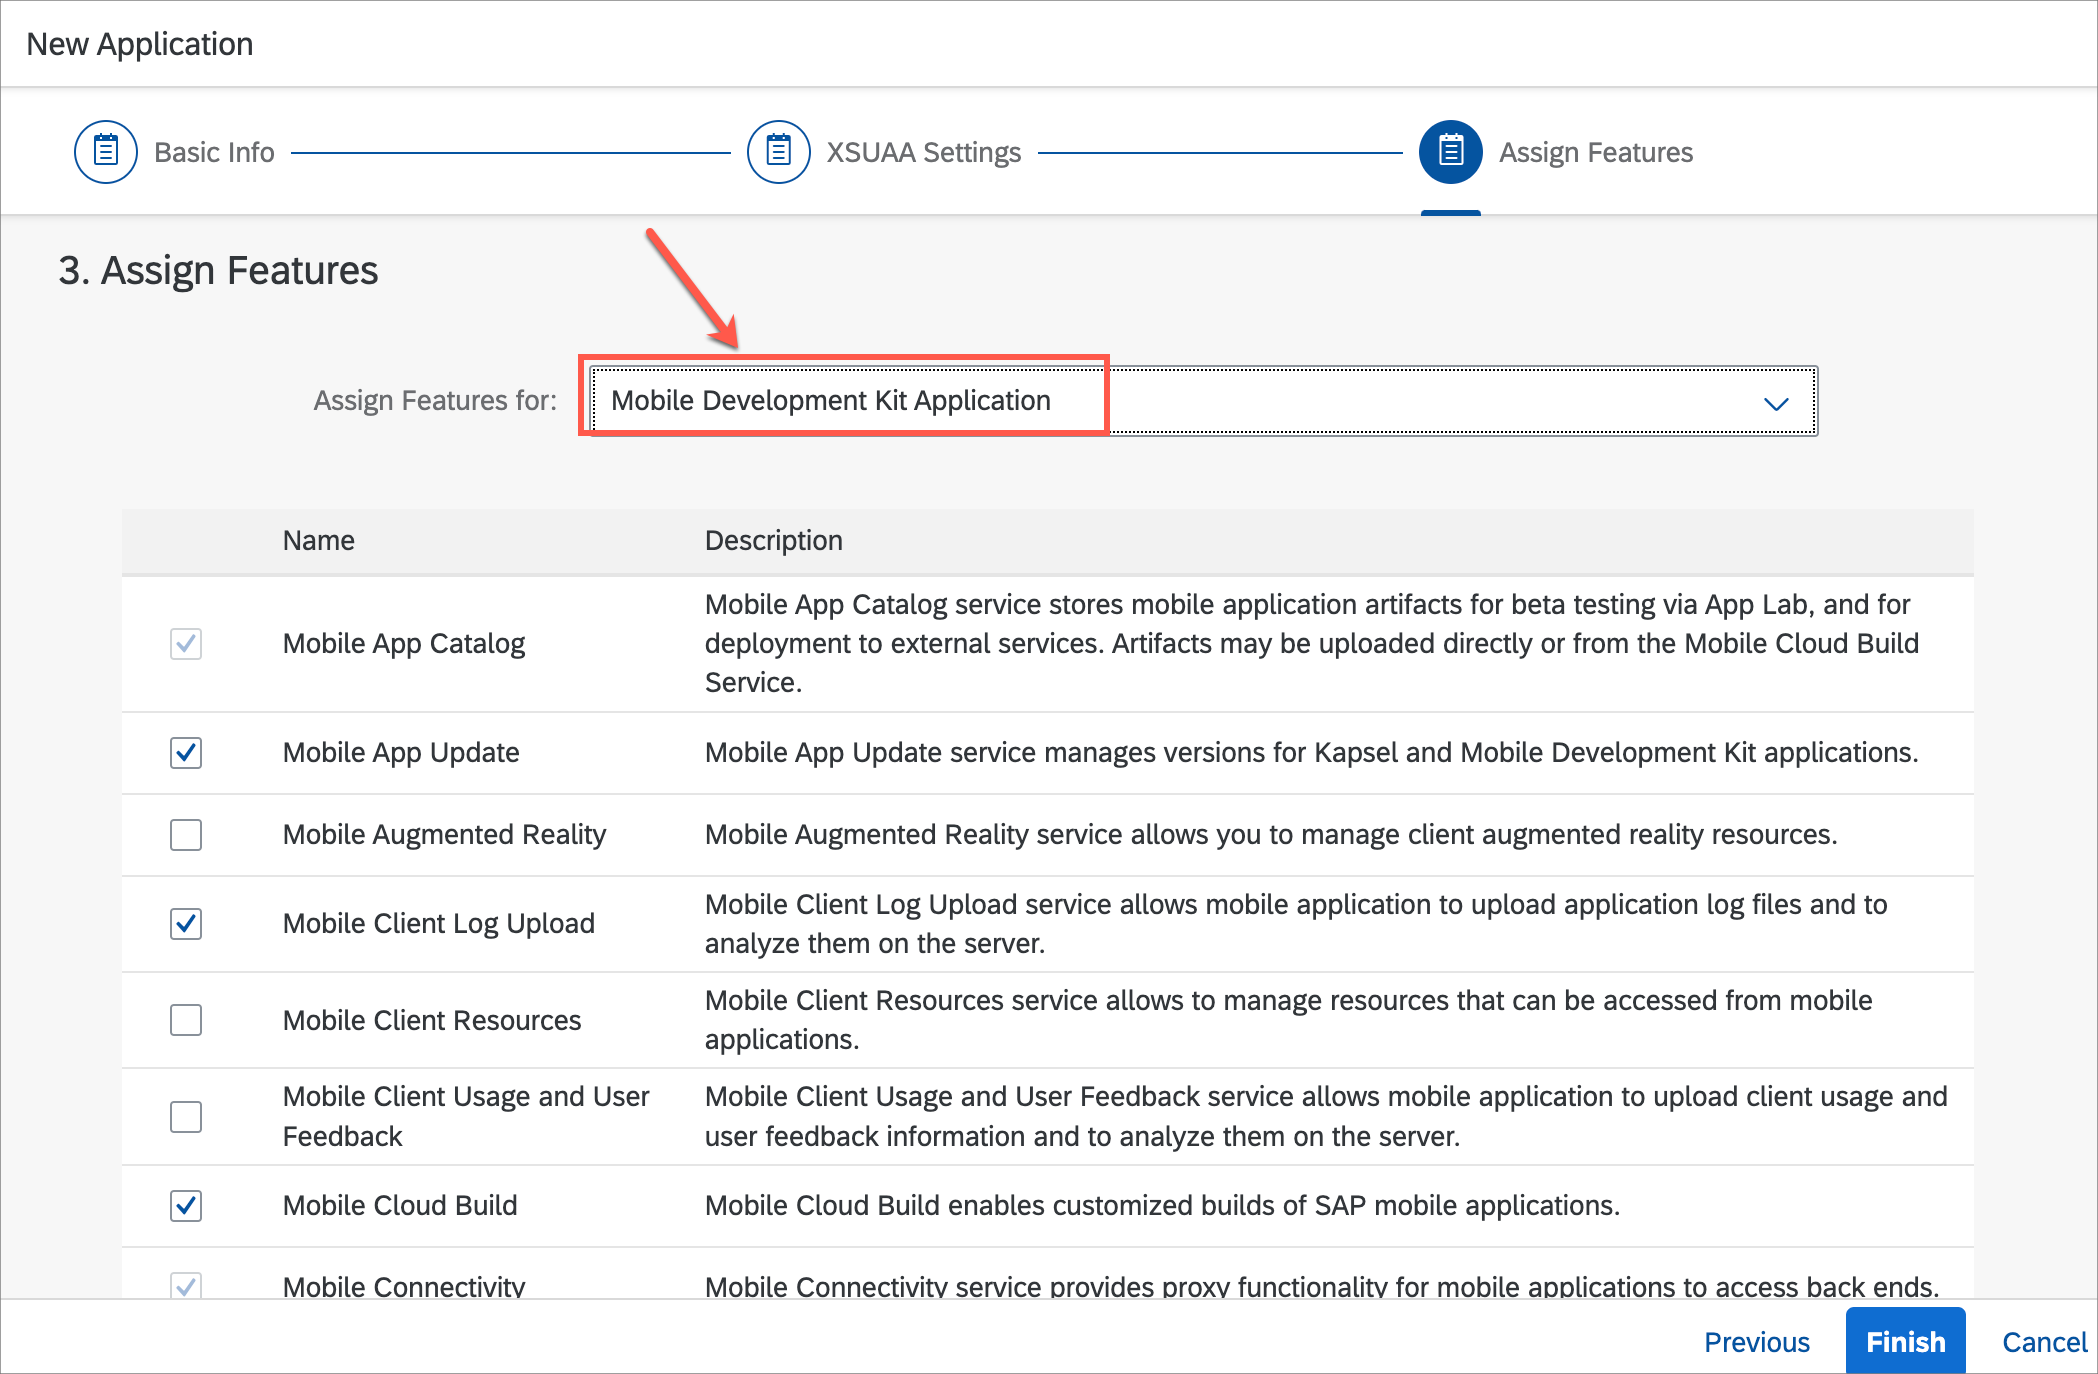 New Application
Basic Info
XSUAA Settings
Assign Features
3. Assign Features
Assign Features for:
Mobile Development Kit Application
Name
Description
Mobile App Catalog
Mobile App Catalog service stores mobile application artifacts for beta testing via App Lab, and for
deployment to external services. Artifacts may be uploaded directly or from the Mobile Cloud Build
Service.
Mobile App Update
Mobile App Update service manages versions for Kapsel and Mobile Development Kit applications.
Mobile Augmented Reality
Mobile Augmented Reality service allows you to manage client augmented reality resources.
Mobile Client Log Upload
Mobile Client Log Upload service allows mobile application to upload application log files and to
analyze them on the server.
Mobile Client Resources
Mobile Client Resources service allows to manage resources that can be accessed from mobile
applications.
Mobile Client Usage and User
Feedback
Mobile Client Usage and User Feedback service allows mobile application to upload client usage and
user feedback information and to analyze them on the server.
Mobile Cloud Build
Mobile Cloud Build enables customized builds of SAP mobile applications.
Mobile Connectivity
Mobile Connectivity service provides proxy functionality for mobile applications to access back ends.
Previous
Finish
Cancel